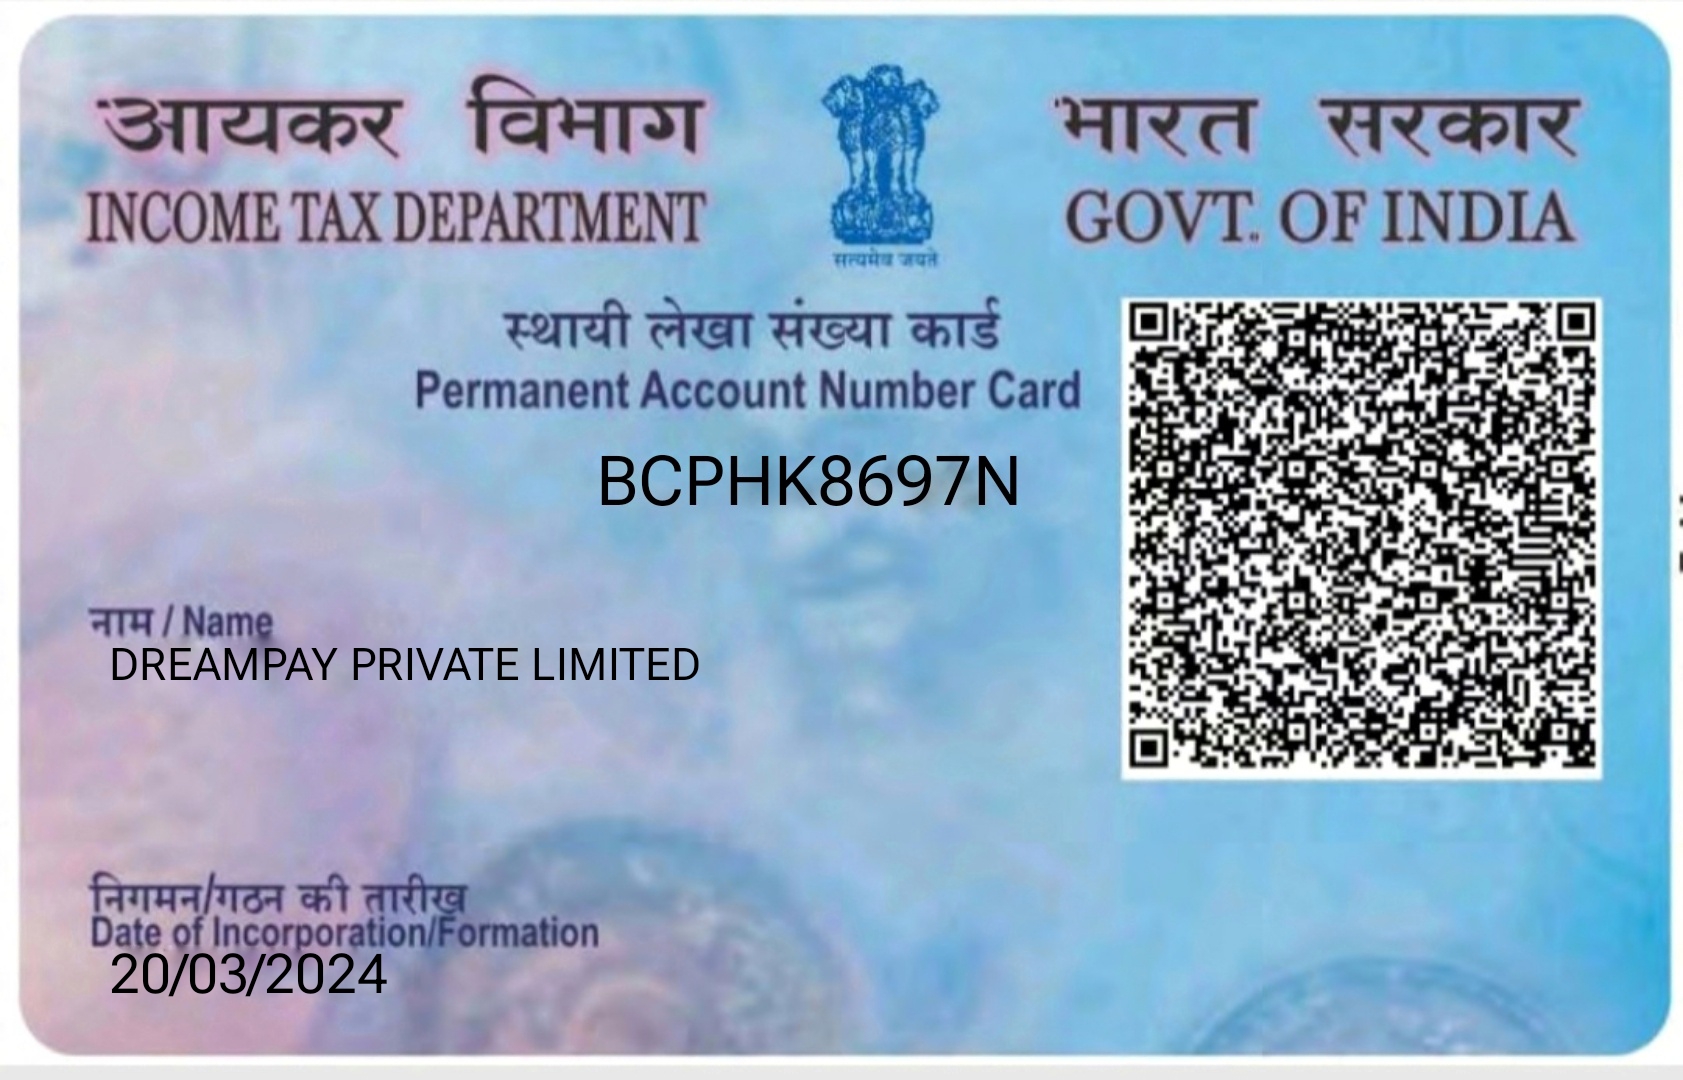 आयकर विभाग
INCOME TAX DEPARTMENT
सत्यमेव जयते
भारत सरकार
GOVT. OF INDIA
स्थायी लेखा संख्या कार्ड
Permanent Account Number Card
BCPHK8697N
नाम / Name
DREAMPAY PRIVATE LIMITED
निगमन/गठन की तारीख
Date of Incorporation/Formation
20/03/2024